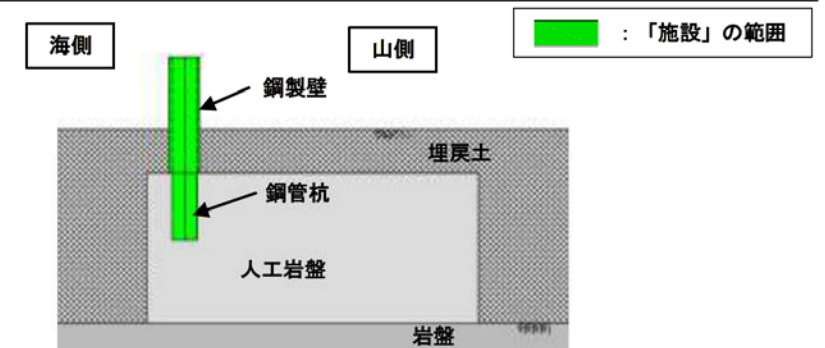 海側
山側
：「施設」の範囲
鋼製壁
埋戻土
鋼管杭
人工岩盤
岩盤